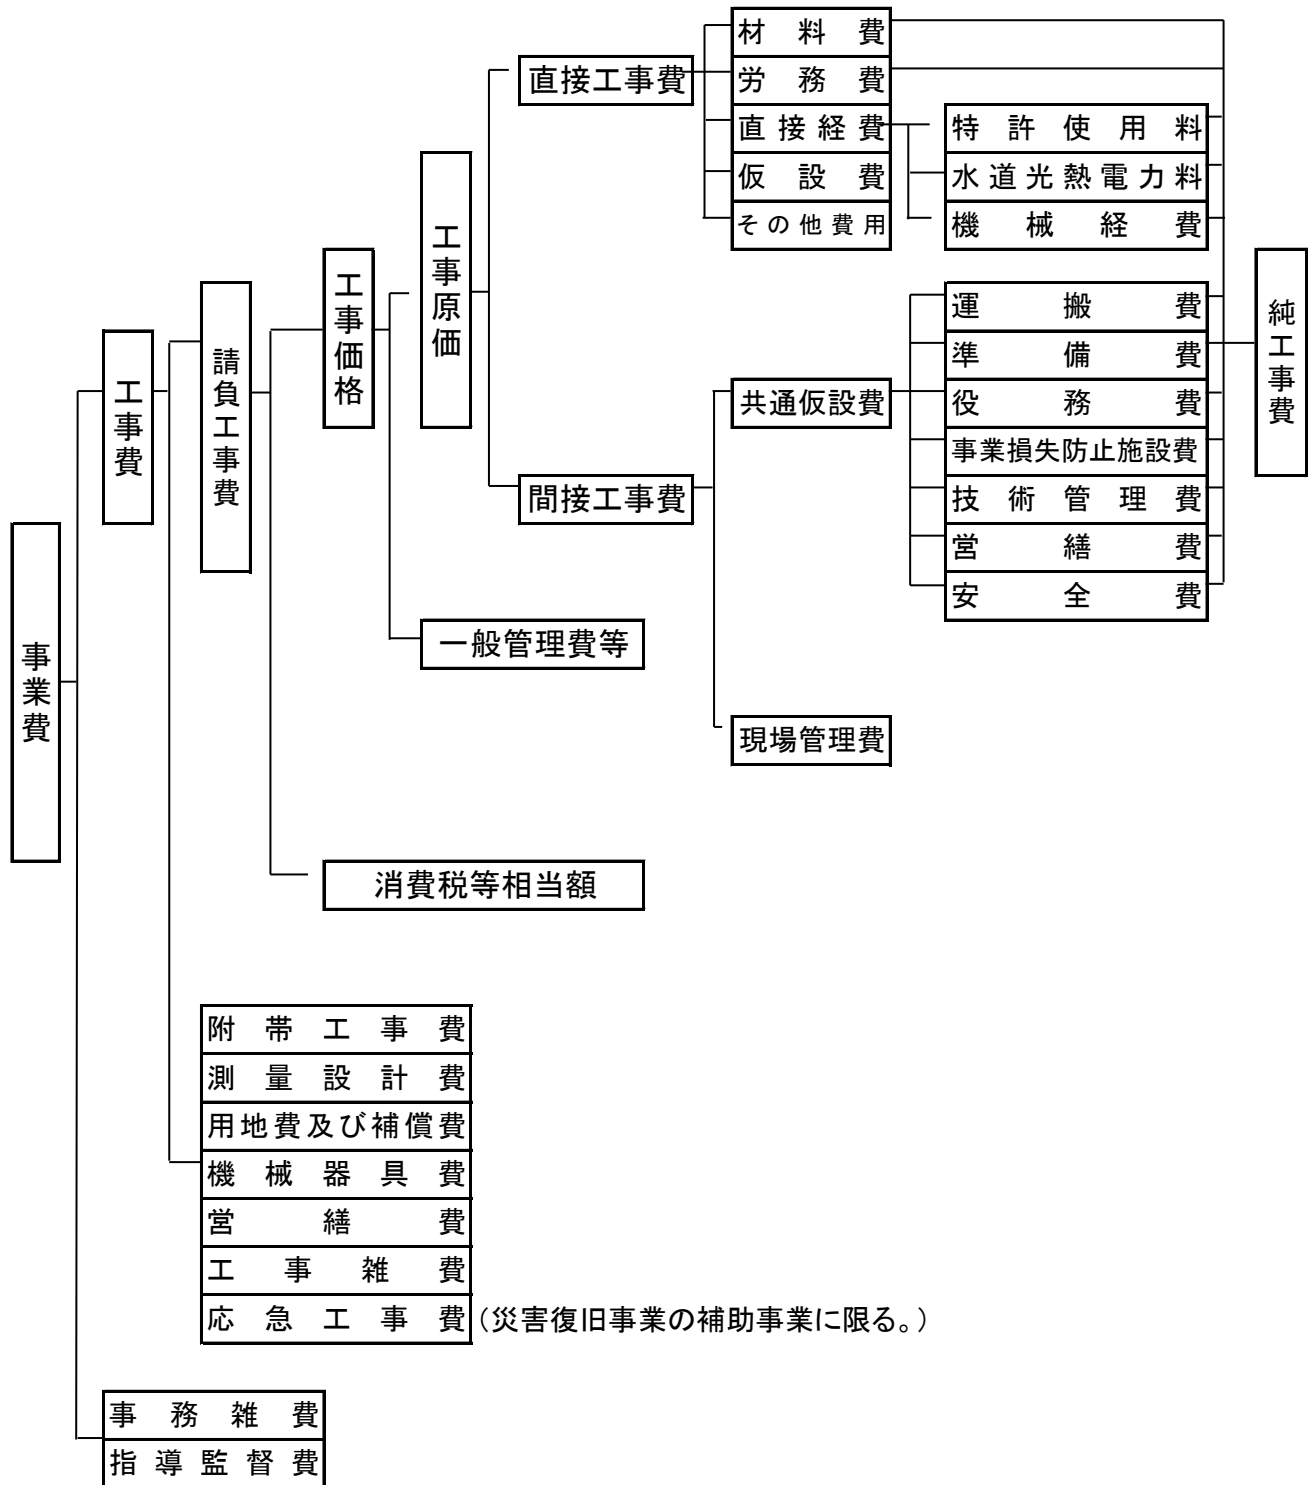 事業費
工事費
請負工事費
工事価格
工事原価
直接工事費
材料費
労務費
直接経費
仮設費
その他費用
特許使用料
水道光熱電力料
機械経費
間接工事費
共通仮設費
運搬費
準備費
役務費
事業損失防止施設費
技術管理費
営繕費
安全費
純工事費
現場管理費
一般管理費等
消費税等相当額
附帯工事費
測量設計費
用地費及び補償費
機械器具費
営繕費
工事雑費
応急工事費(災害復旧事業の補助事業に限る。)
事務雑費
指導監督費